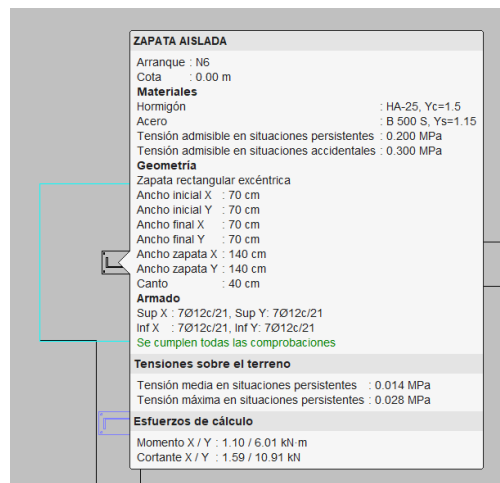 ZAPATA AISLADA
Arranque : N6
Cota : 0.00 m
Materiales
Hormigón : HA-25, Yc=1.5
Acero : B 500 S, Ys=1.15
Tensión admisible en situaciones persistentes : 0.200 MPa
Tensión admisible en situaciones accidentales : 0.300 MPa
Geometría
Zapata rectangular excéntrica
Ancho inicial X : 70 cm
Ancho inicial Y : 70 cm
Ancho final X : 70 cm
Ancho final Y : 70 cm
Ancho zapata X : 140 cm
Ancho zapata Y : 140 cm
Canto : 40 cm
Armado
Sup X : 7Ø12c/21, Sup Y: 7Ø12c/21
Inf X : 7Ø12c/21, Inf Y: 7Ø12c/21
Se cumplen todas las comprobaciones
Tensiones sobre el terreno
Tensión media en situaciones persistentes : 0.014 MPa
Tensión máxima en situaciones persistentes : 0.028 MPa
Esfuerzos de cálculo
Momento X / Y : 1.10 / 6.01 kN·m
Cortante X / Y : 1.59 / 10.91 kN